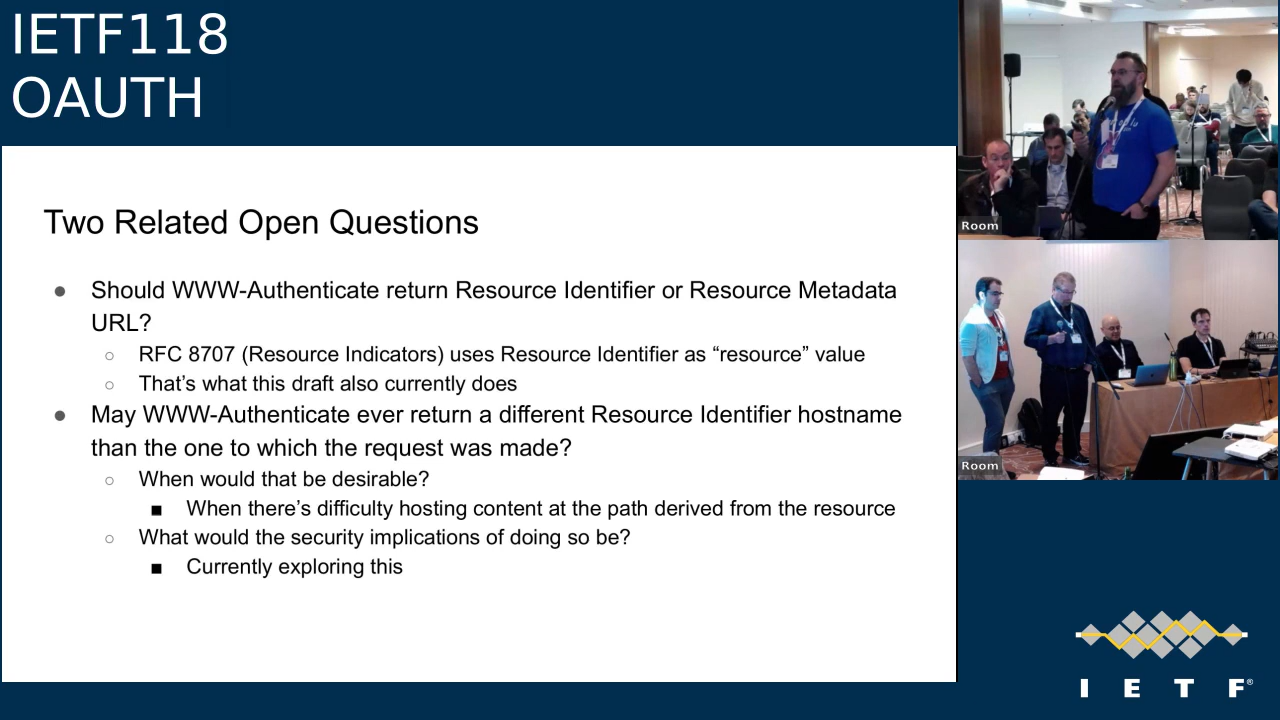 IETF118
OAUTH
Two Related Open Questions
● Should WWW-Authenticate return Resource Identifier or Resource Metadata
URL?
○ RFC 8707 (Resource Indicators) uses Resource Identifier as “resource” value
○ That’s what this draft also currently does
● May WWW-Authenticate ever return a different Resource Identifier hostname
than the one to which the request was made?
○ When would that be desirable?
■ When there’s difficulty hosting content at the path derived from the resource
○ What would the security implications of doing so be?
■ Currently exploring this
Room
Room
I E T F®